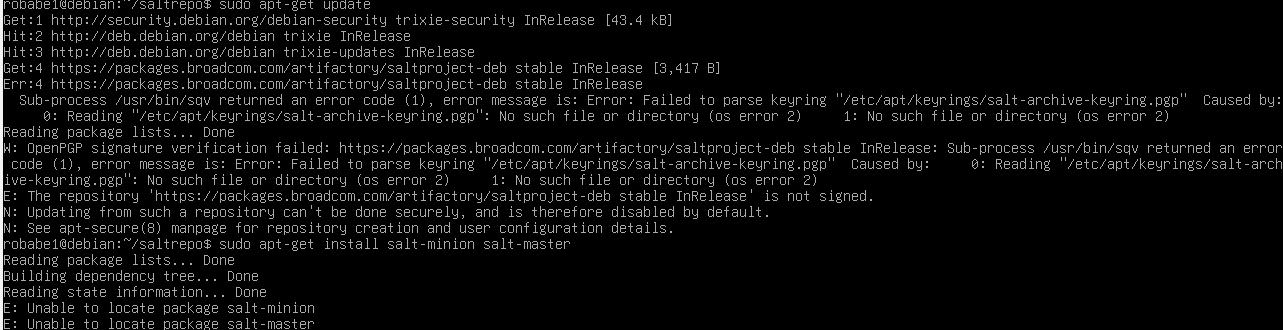 robabe1@debian:~/saltrepo$ sudo apt-get update
Get:1 http://security.debian.org/debian-security trixie-security InRelease [43.4 kB]
Hit:2 http://deb.debian.org/debian trixie InRelease
Hit:3 http://deb.debian.org/debian trixie-updates InRelease
Get:4 https://packages.broadcom.com/artifactory/saltproject-deb stable InRelease [3,417 B]
Err:4 https://packages.broadcom.com/artifactory/saltproject-deb stable InRelease
  Sub-process /usr/bin/sqv returned an error code (1), error message is: Error: Failed to parse keyring "/etc/apt/keyrings/salt-archive-keyring.pgp"  Caused by:
     0: Reading "/etc/apt/keyrings/salt-archive-keyring.pgp": No such file or directory (os error 2)     1: No such file or directory (os error 2)
Reading package lists... Done
W: OpenPGP signature verification failed: https://packages.broadcom.com/artifactory/saltproject-deb stable InRelease: Sub-process /usr/bin/sqv returned an error
 code (1), error message is: Error: Failed to parse keyring "/etc/apt/keyrings/salt-archive-keyring.pgp"  Caused by:     0: Reading "/etc/apt/keyrings/salt-arch
ive-keyring.pgp": No such file or directory (os error 2)     1: No such file or directory (os error 2)
E: The repository 'https://packages.broadcom.com/artifactory/saltproject-deb stable InRelease' is not signed.
N: Updating from such a repository can't be done securely, and is therefore disabled by default.
N: See apt-secure(8) manpage for repository creation and user configuration details.
robabe1@debian:~/saltrepo$ sudo apt-get install salt-minion salt-master
Reading package lists... Done
Building dependency tree... Done
Reading state information... Done
E: Unable to locate package salt-minion
E: Unable to locate package salt-master